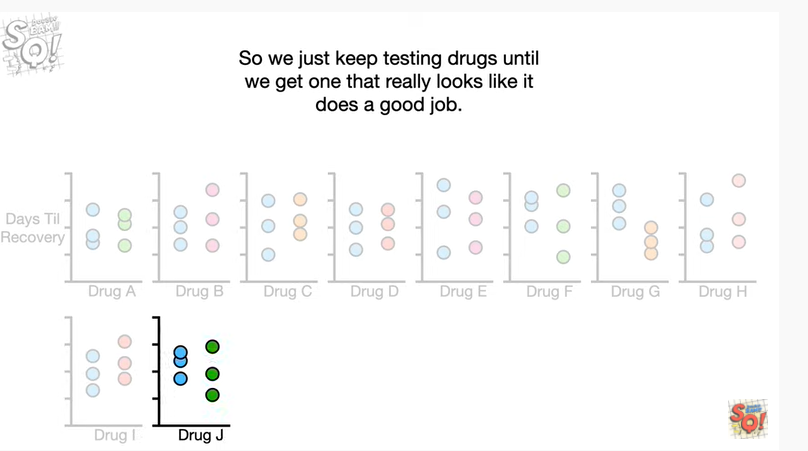 So we just keep testing drugs until
we get one that really looks like it
does a good job.
Days Til
Recovery
Drug A
Drug B
Drug C
Drug D
Drug E
Drug F
Drug G
Drug H
Drug I
Drug J